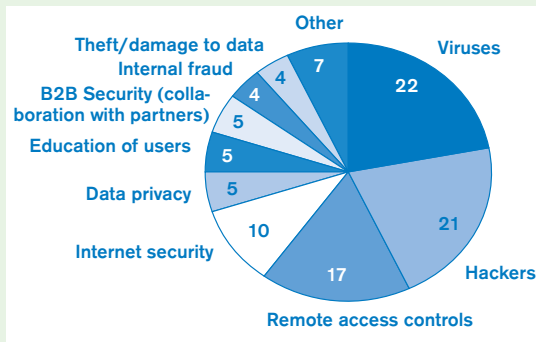 Other
7
Viruses
22
Hackers
21
Remote access controls
17
Internet security
10
Data privacy
5
Education of users
5
B2B Security (colla-
boration with partners)
5
Internal fraud
4
Theft/damage to data
4